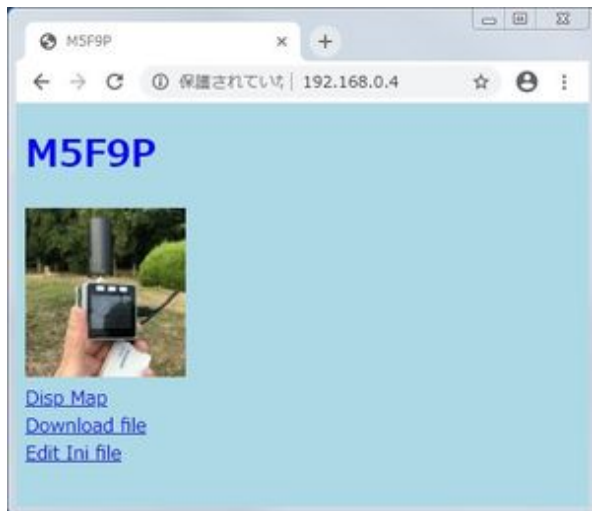 M5F9P
保護されていな 192.168.0.4
M5F9P
Disp Map
Download file
Edit Ini file